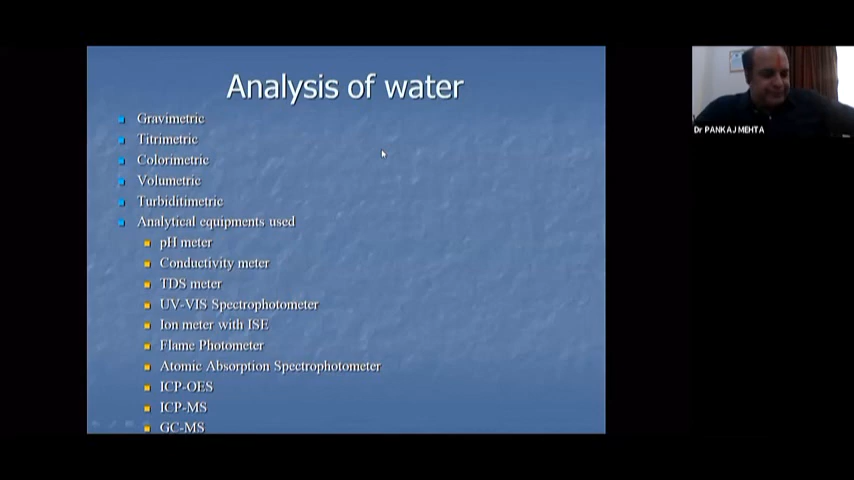 Analysis of water
Gravimetric
Titrimetric
Colorimetric
Volumetric
Turbiditimetric
Analytical equipments used
pH meter
Conductivity meter
TDS meter
UV-VIS Spectrophotometer
Ion meter with ISE
Flame Photometer
Atomic Absorption Spectrophotometer
ICP-OES
ICP-MS
GC-MS
Dr PANKAJ MEHTA